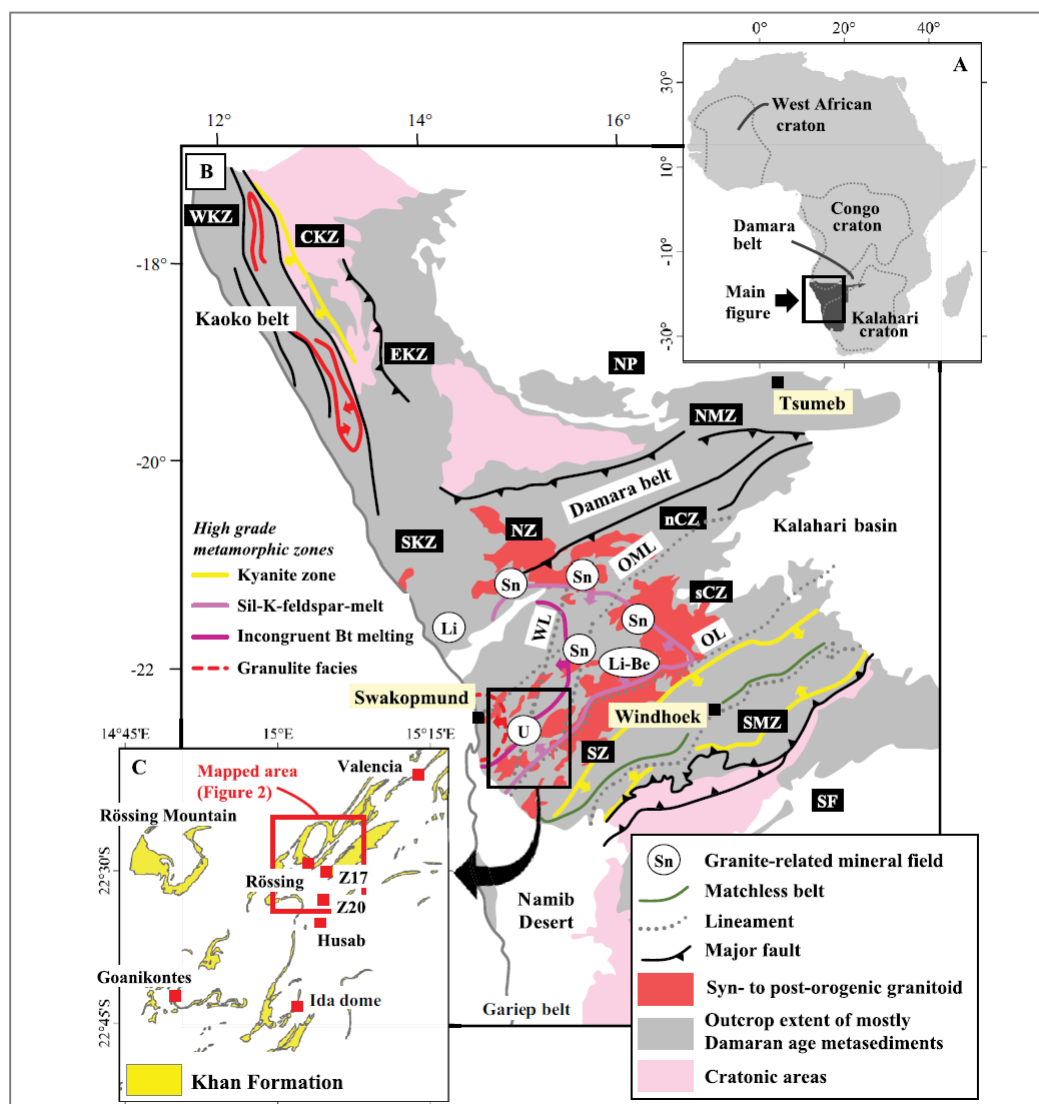 0°
20°
40°
A
30°
10°
-10°
-30°
West African
craton
Congo
craton
Damara
belt
Main
figure
Kalahari
craton
12°
14°
16°
B
WKZ
CKZ
-18°
Kaoko belt
EKZ
NP
Tsumeb
NMZ
-20°
Damara belt
nCZ
Kalahari basin
High grade
metamorphic zones
Kyanite zone
Sil-K-feldspar-melt
Incongruent Bt melting
Granulite facies
SKZ
NZ
OML
Sn
Sn
sCZ
Li
WL
Sn
OL
Sn
Li-Be
-22
Swakopmund
U
Windhoek
SMZ
SZ
SF
14°45'E
15°E
15°15'E
C
Mapped area
(Figure 2)
Valencia
Rössing Mountain
22°30'S
Rössing
Z17
Z20
Husab
Goanikontes
Ida dome
22°45'S
Khan Formation
Namib
Desert
Gariep belt
Sn
Granite-related mineral field
Matchless belt
Lineament
Major fault
Syn- to post-orogenic granitoid
Outcrop extent of mostly
Damaran age metasediments
Cratonic areas